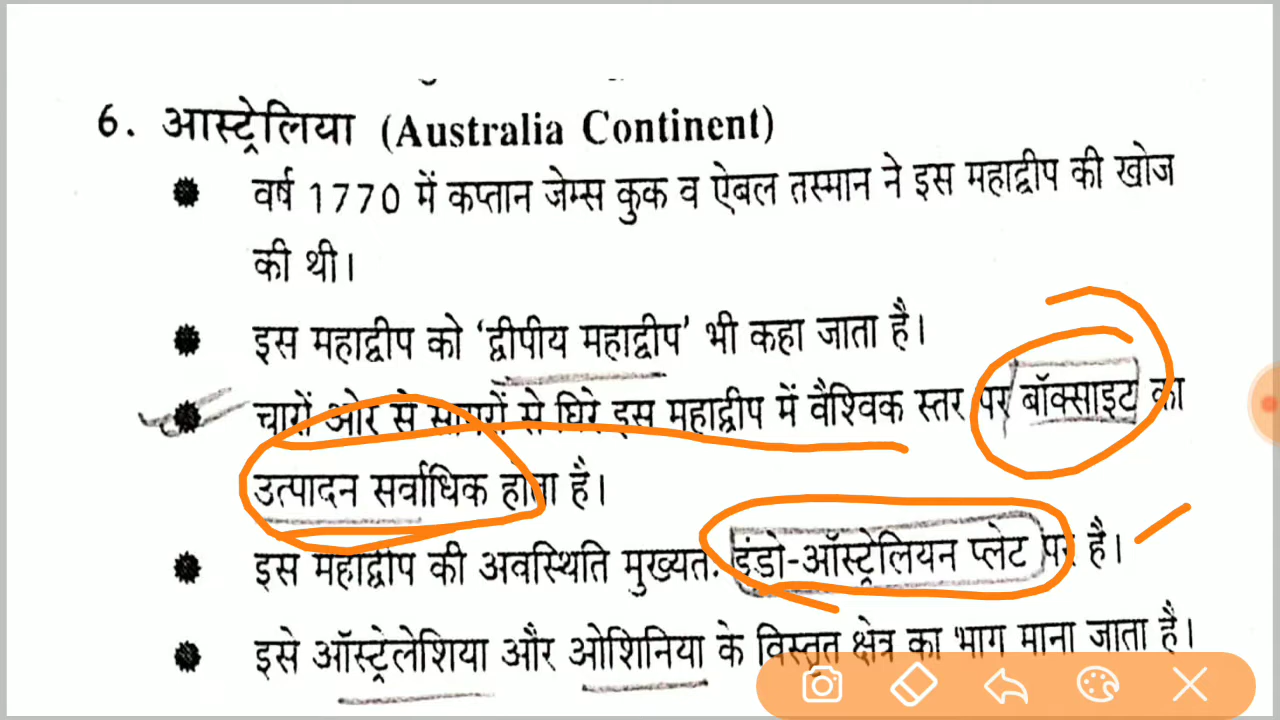 6. आस्ट्रेलिया (Australia Continent)
वर्ष 1770 में कप्तान जेम्स कुक व ऐबल तस्मान ने इस महाद्वीप की खोज
की थी।
इस महाद्वीप को 'द्वीपीय महाद्वीप' भी कहा जाता है।
चारों ओर से सागरों से घिरे इस महाद्वीप में वैश्विक स्तर पर बॉक्साइट का
उत्पादन सर्वाधिक होता है।
इस महाद्वीप की अवस्थिति मुख्यत: इंडो-ऑस्ट्रेलियन प्लेट पर है।
इसे ऑस्ट्रेलेशिया और ओशिनिया के विस्तृत क्षेत्र का भाग माना जाता है।